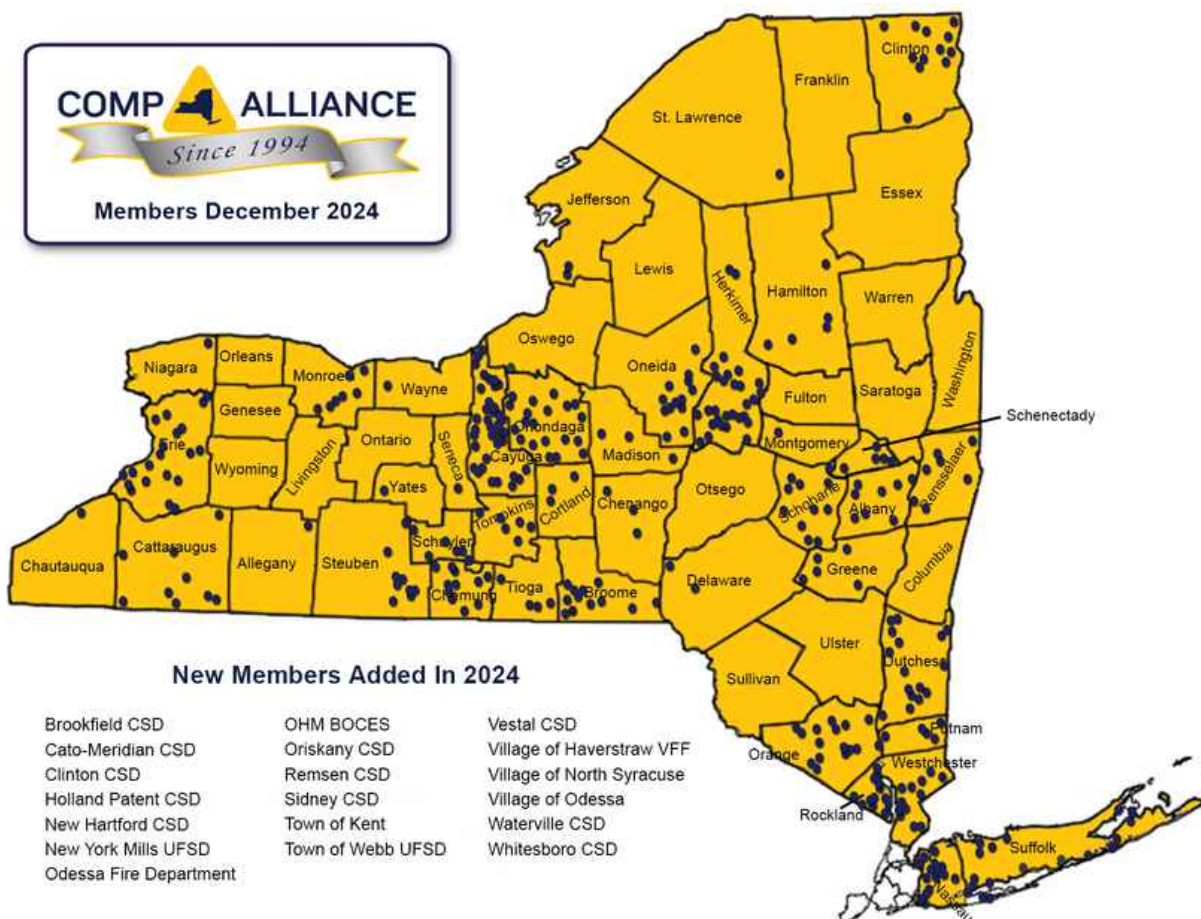 COMP ALLIANCE
Since 1994
Members December 2024
Clinton
Franklin
St. Lawrence
Essex
Jefferson
Lewis
Herkimer
Hamilton
Warren
Washington
Oswego
Oneida
Saratoga
Fulton
Schenectady
Niagara
Orleans
Monroe
Wayne
Genesee
Onondaga
Montgomery
Erie
Ontario
Seneca
Cayuga
Madison
Wyoming
Livingston
Yates
Otsego
Schoharie
Albany
Rensselaer
Tompkins
Cortland
Chenango
Schuyler
Chautauqua
Cattaraugus
Allegany
Steuben
Chemung
Tioga
Broome
Delaware
Greene
Columbia
Ulster
Dutchess
Sullivan
Putnam
Orange
Westchester
Rockland
Suffolk
Nassau
New Members Added In 2024
Brookfield CSD
Cato-Meridian CSD
Clinton CSD
Holland Patent CSD
New Hartford CSD
New York Mills UFSD
Odessa Fire Department
OHM BOCES
Oriskany CSD
Remsen CSD
Sidney CSD
Town of Kent
Town of Webb UFSD
Vestal CSD
Village of Haverstraw VFF
Village of North Syracuse
Village of Odessa
Waterville CSD
Whitesboro CSD